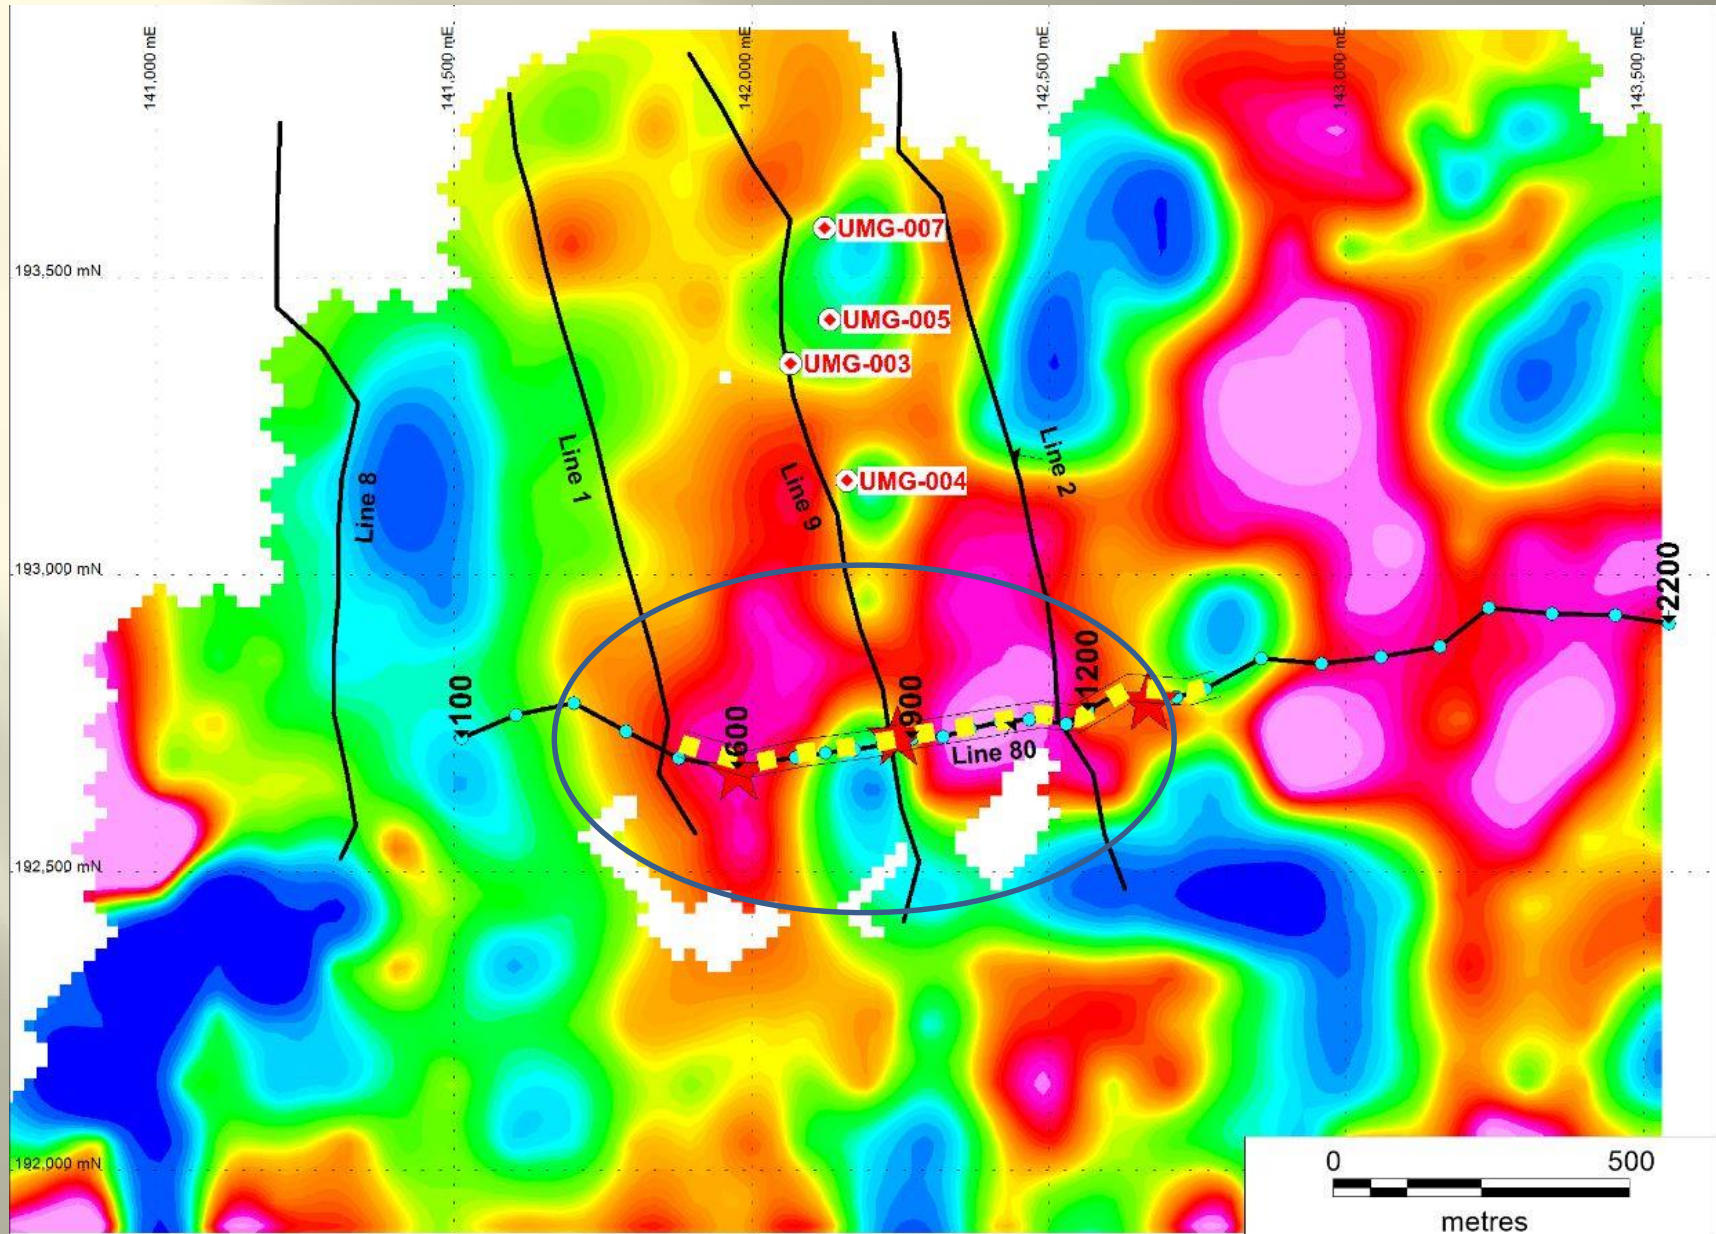 141,000 mE
141,500 mE
142,000 mE
142,500 mE
143,000 mE
143,500 mE
193,500 mN
193,000 mN
192,500 mN
192,000 mN
UMG-007
UMG-005
UMG-003
UMG-004
Line 8
Line 1
Line 9
Line 2
100
600
900
1200
2200
Line 80
0 500
metres